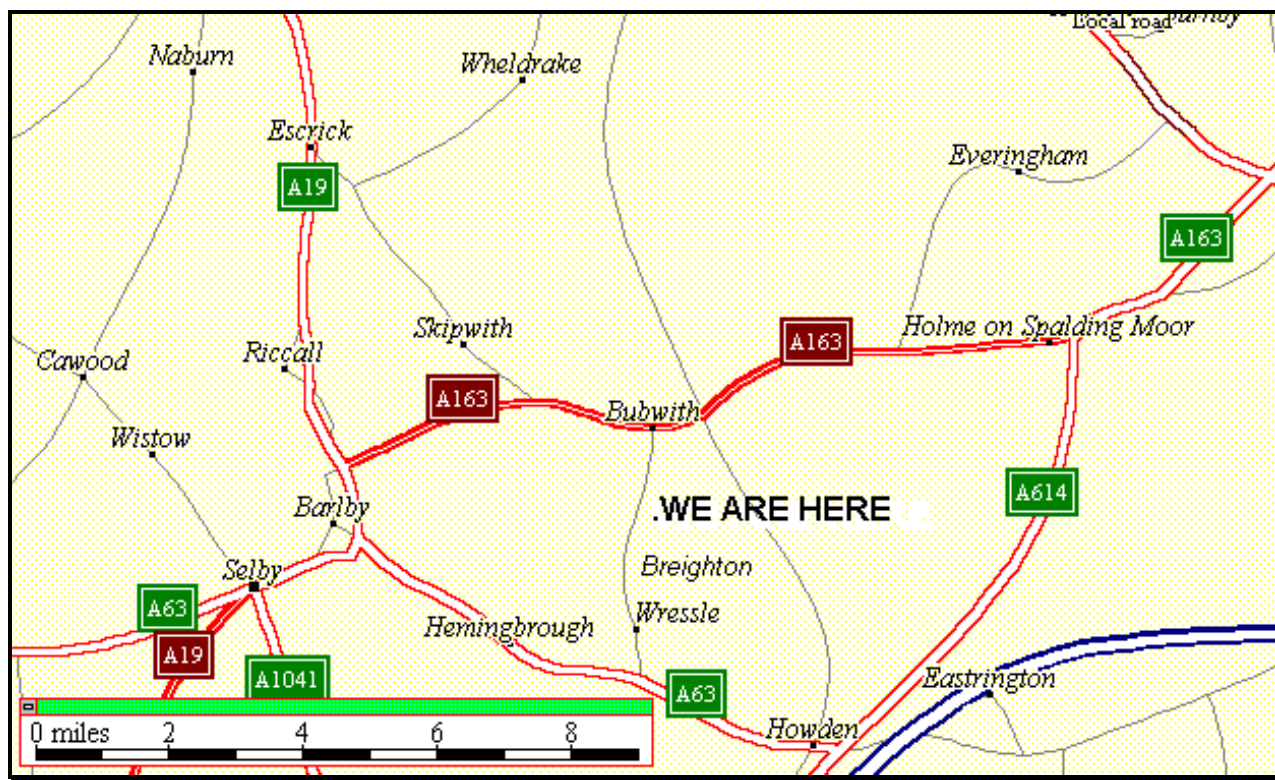 Local road
Naburn
Wheldrake
Escrick
A19
Everingham
A163
Skipwith
Holme on Spalding Moor
A163
Riccall
Cawood
A163
Bubwith
Wistow
A614
Barlby
.WE ARE HERE
Selby
Breighton
A63
Wressle
Hemingbrough
A19
A1041
A63
Eastrington
Howden
0 miles 2 4 6 8